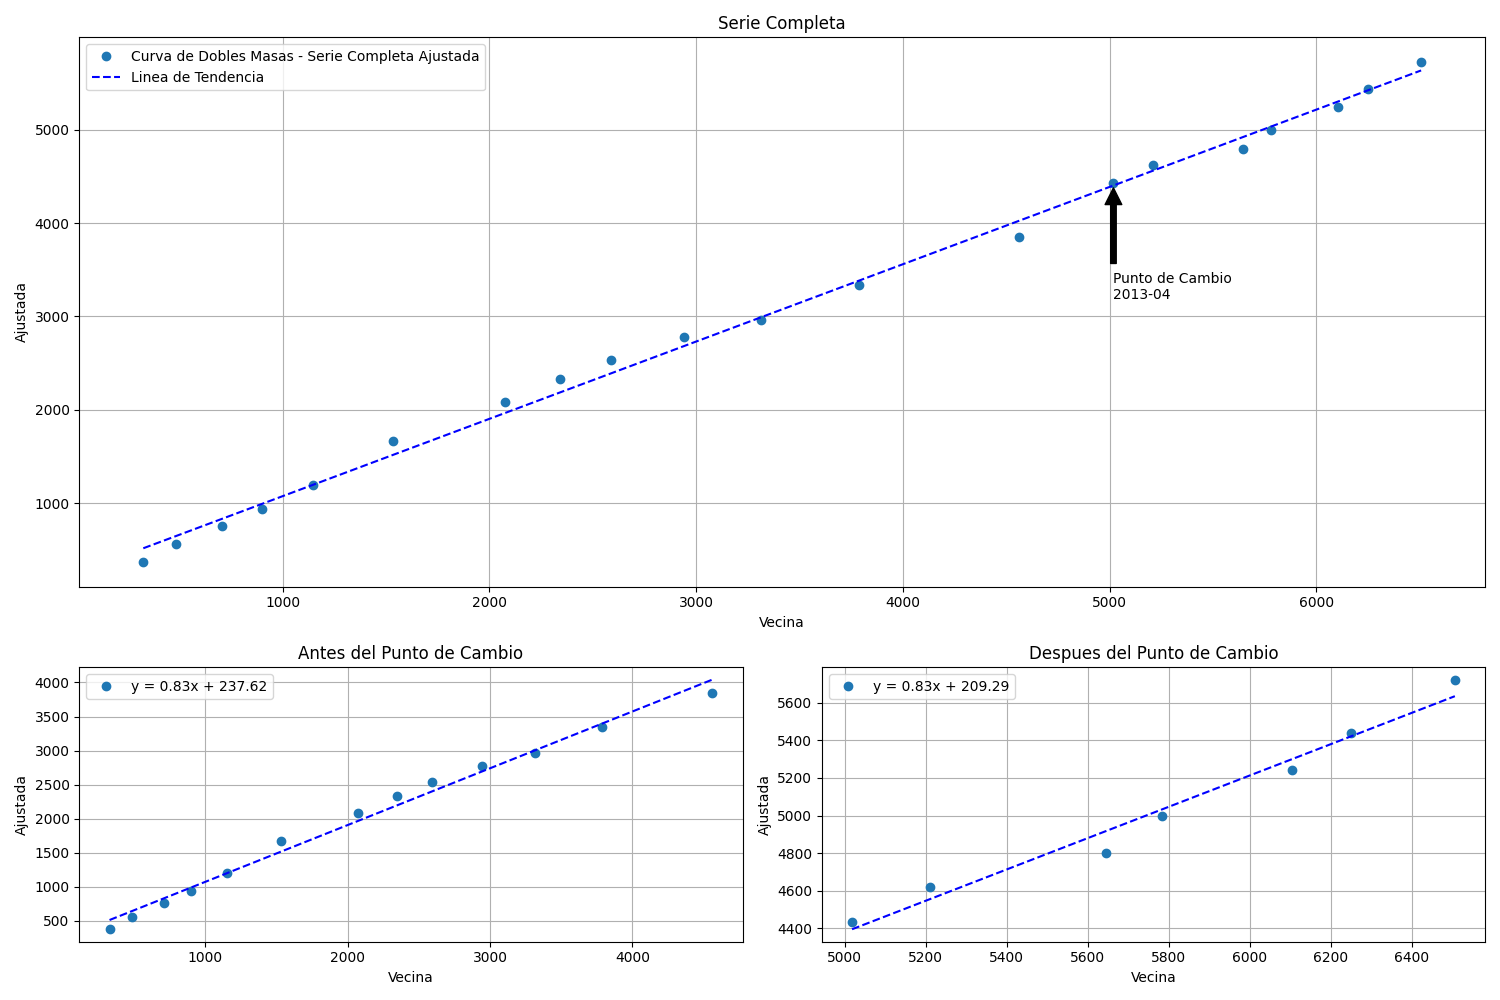 Serie Completa
Curva de Dobles Masas - Serie Completa Ajustada
Linea de Tendencia
5000
4000
3000
2000
1000
Ajustada
Punto de Cambio
2013-04
1000 2000 3000 4000 5000 6000
Vecina
Antes del Punto de Cambio
y = 0.83x + 237.62
4000
3500
3000
2500
2000
1500
1000
500
Ajustada
1000 2000 3000 4000
Vecina
Despues del Punto de Cambio
y = 0.83x + 209.29
5600
5400
5200
5000
4800
4600
4400
Ajustada
5000 5200 5400 5600 5800 6000 6200 6400
Vecina